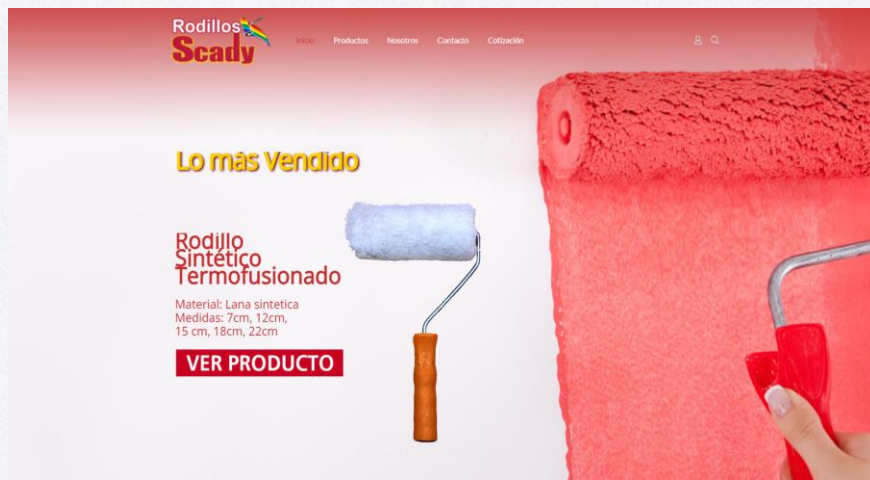 Rodillos
Scady
Inicio
Productos
Nosotros
Contacto
Cotización
Lo más Vendido
Rodillo
Sintético
Termofusionado
Material: Lana sintetica
Medidas: 7cm, 12cm,
15 cm, 18cm, 22cm
VER PRODUCTO